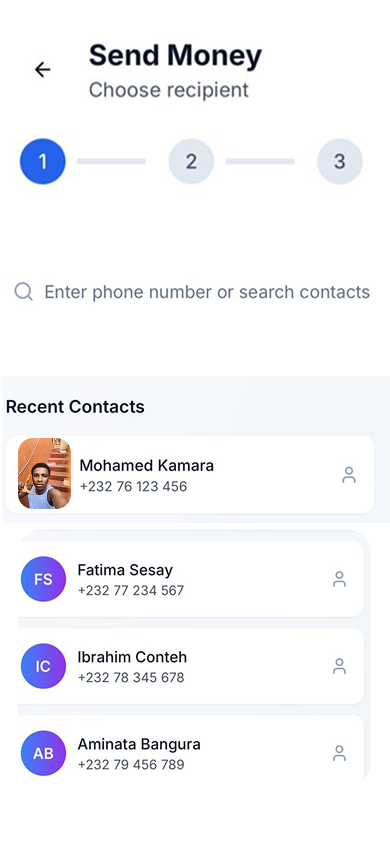 Send Money
Choose recipient
1 2 3
Enter phone number or search contacts
Recent Contacts
Mohamed Kamara
+232 76 123 456
FS
Fatima Sesay
+232 77 234 567
IC
Ibrahim Conteh
+232 78 345 678
AB
Aminata Bangura
+232 79 456 789